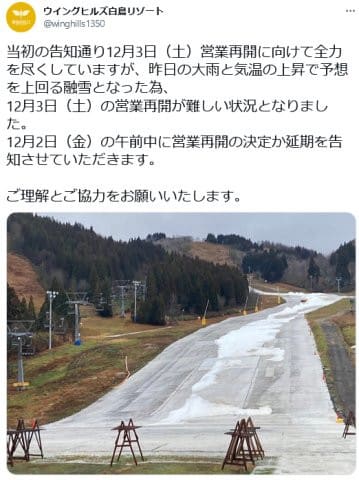 ウイングヒルズ白鳥リゾート
@winghills1350
当初の告知通り12月3日（土）営業再開に向けて全力
を尽くしていますが、昨日の大雨と気温の上昇で予想
を上回る融雪となった為、
12月3日（土）の営業再開が難しい状況となりまし
た。
12月2日（金）の午前中に営業再開の決定か延期を告
知させていただきます。
ご理解とご協力をお願いいたします。